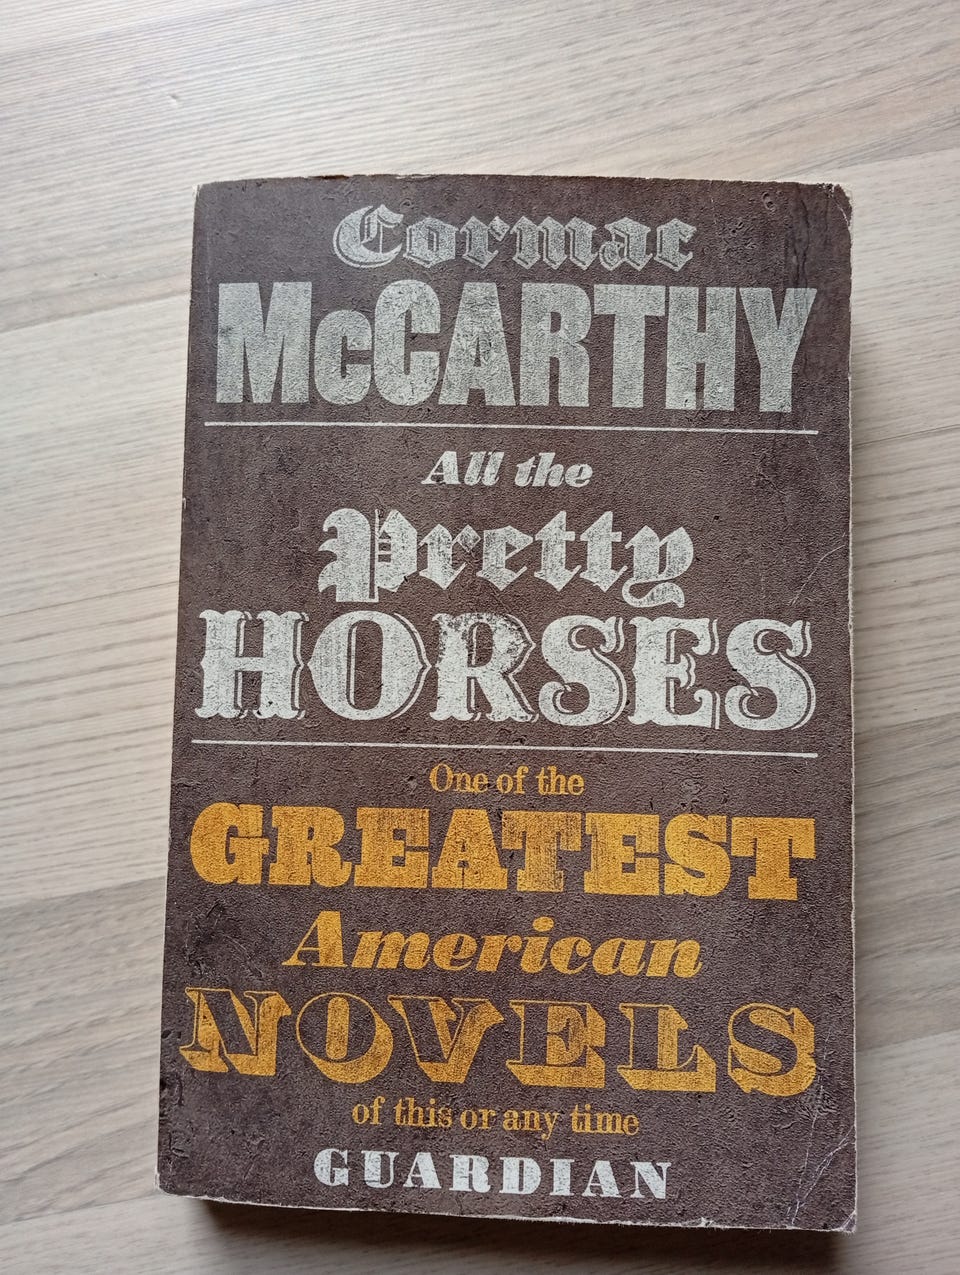 Cormac
McCARTHY
All the
Pretty
HORSES
One of the
GREATEST
American
NOVELS
of this or any time
GUARDIAN